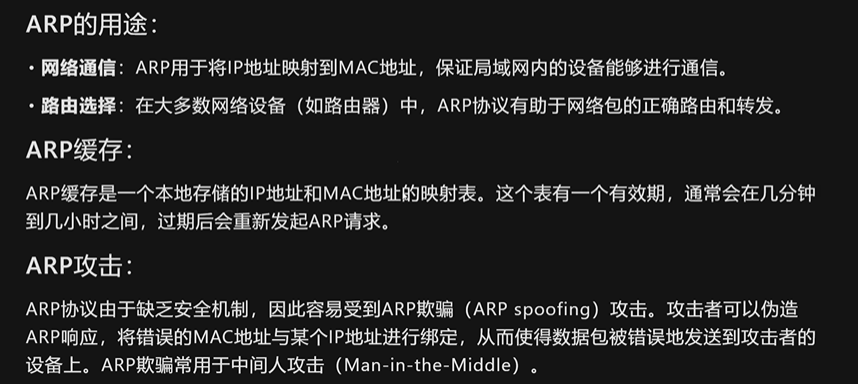 ARP的用途：
• 网络通信：ARP用于将IP地址映射到MAC地址，保证局域网内的设备能够进行通信。
• 路由选择：在大多数网络设备（如路由器）中，ARP协议有助于网络包的正确路由和转发。
ARP缓存：
ARP缓存是一个本地存储的IP地址和MAC地址的映射表。这个表有一个有效期，通常会在几分钟
到几小时之间，过期后会重新发起ARP请求。
ARP攻击：
ARP协议由于缺乏安全机制，因此容易受到ARP欺骗（ARP spoofing）攻击。攻击者可以伪造
ARP响应，将错误的MAC地址与某个IP地址进行绑定，从而使得数据包被错误地发送到攻击者的
设备上。ARP欺骗常用于中间人攻击（Man-in-the-Middle）。